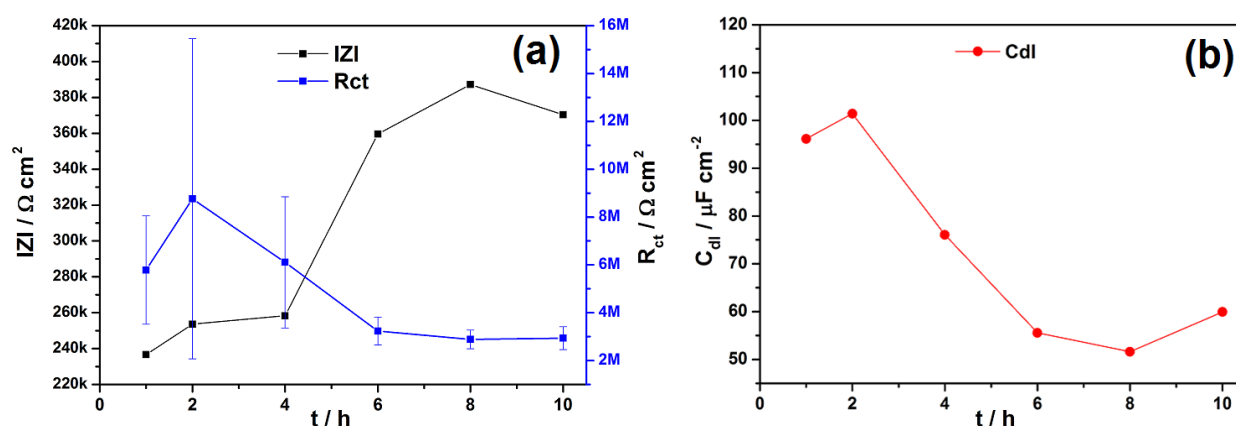 (a)
IZI
Rct
420k
400k
380k
360k
340k
320k
300k
280k
260k
240k
220k
IZI / Ω cm²
16M
14M
12M
10M
8M
6M
4M
2M
R_ct / Ω cm²
0 2 4 6 8 10
t / h
(b)
Cdl
120
110
100
90
80
70
60
50
C_dl / μF cm⁻²
0 2 4 6 8 10
t / h